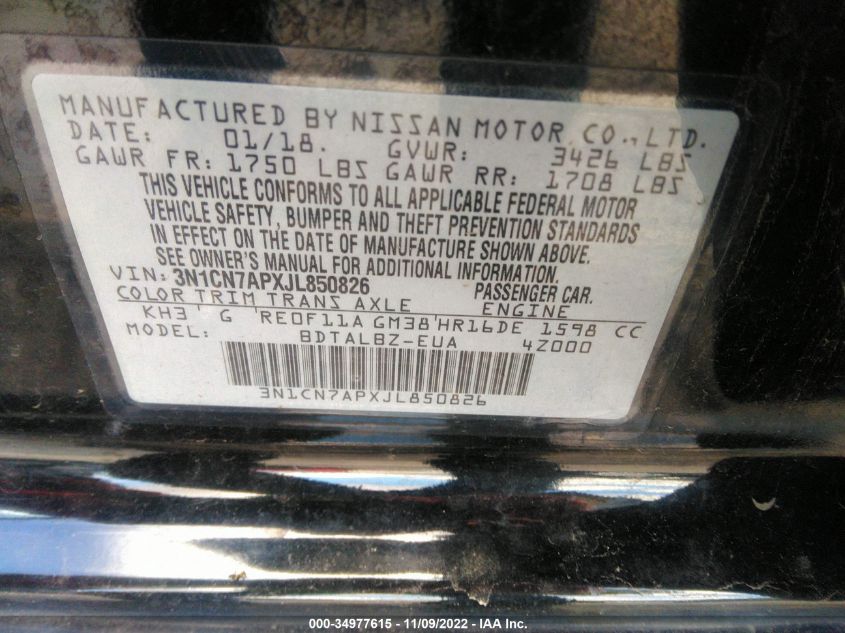 MANUFACTURED BY NISSAN MOTOR CO., LTD.
DATE: 01/18. GVWR: 3426 LBS
GAWR FR: 1750 LBS GAWR RR: 1708 LBS
THIS VEHICLE CONFORMS TO ALL APPLICABLE FEDERAL MOTOR
VEHICLE SAFETY, BUMPER AND THEFT PREVENTION STANDARDS
IN EFFECT ON THE DATE OF MANUFACTURE SHOWN ABOVE.
SEE OWNER'S MANUAL FOR ADDITIONAL INFORMATION.
VIN: 3N1CN7APXJL850826 PASSENGER CAR.
COLOR TRIM TRANS AXLE ENGINE
KH3 ' G 'RE0F11A GM38'HR16DE 1598 CC
MODEL: BDTALBZ-EUA 4Z000
3N1CN7APXJL850826
000-34977615 - 11/09/2022 - IAA Inc.